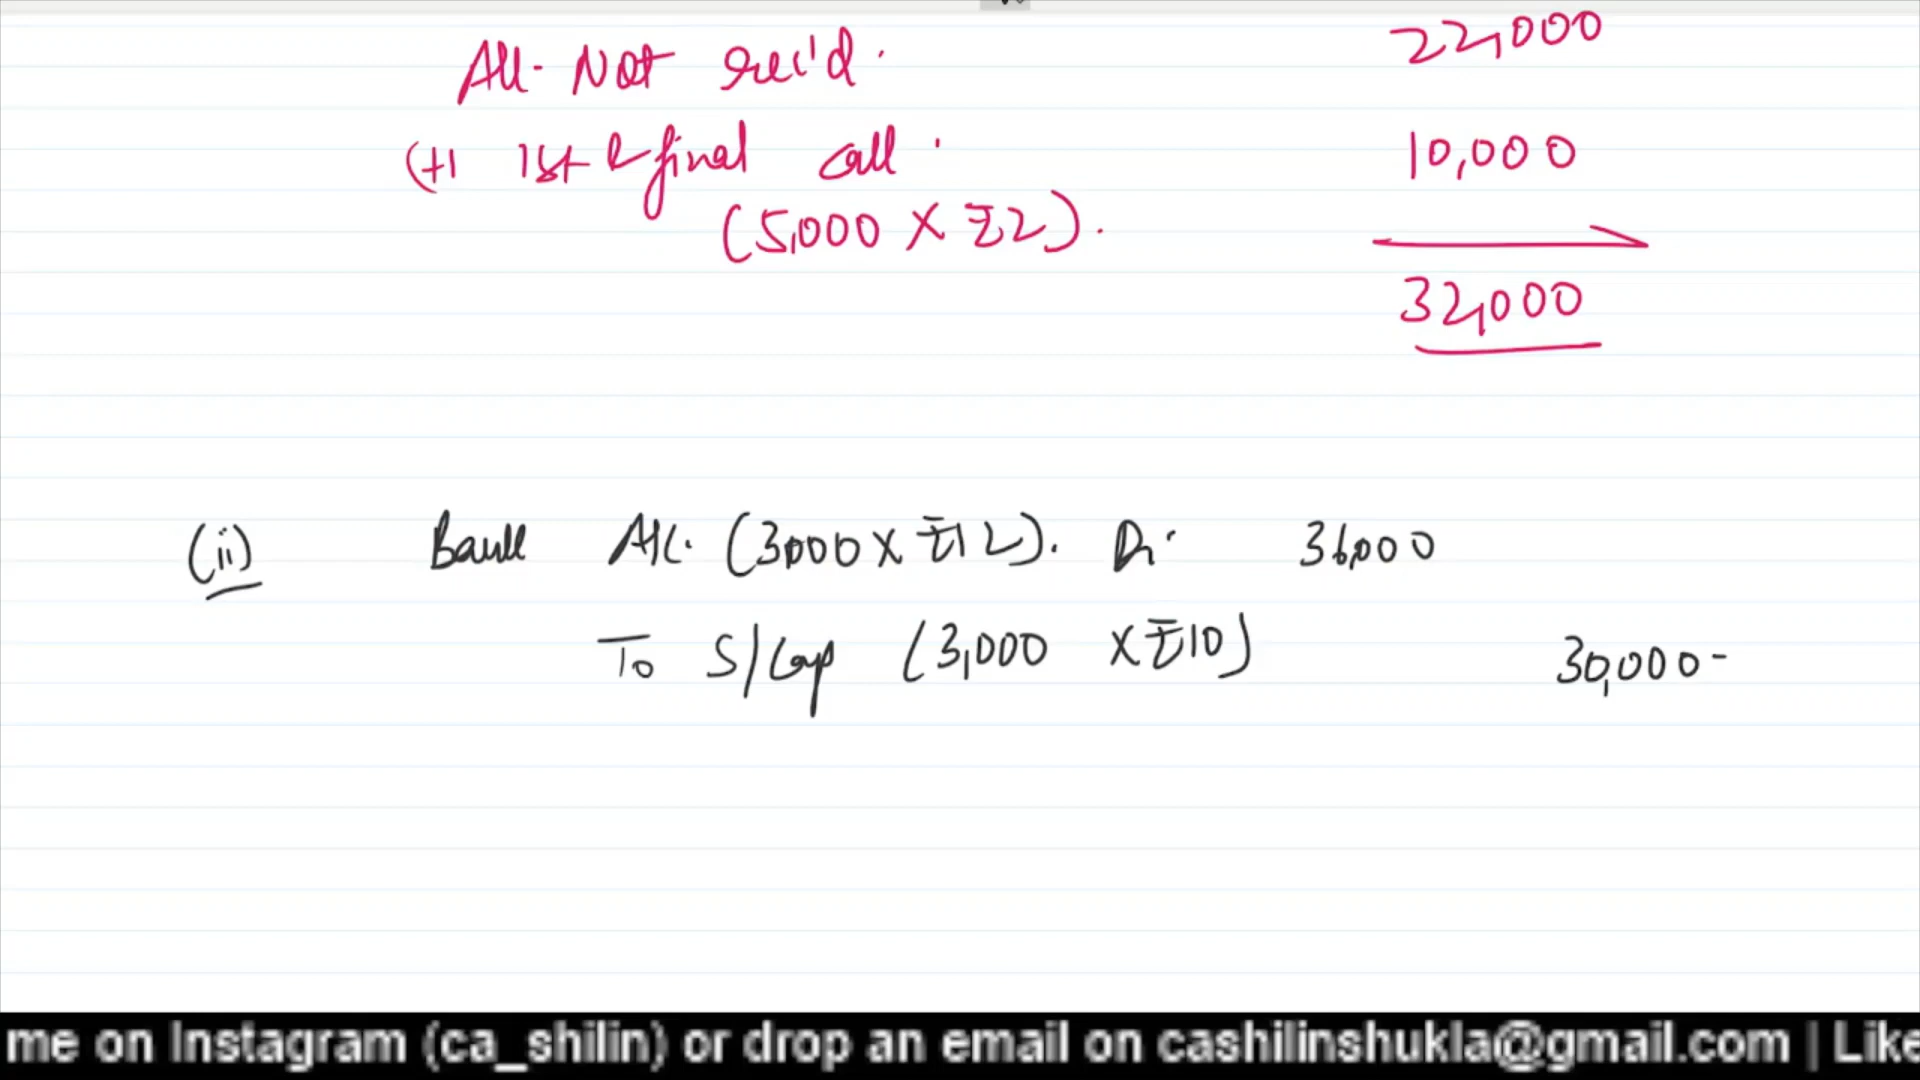 All. Not rec'd. 22,000
(+) 1st & final call. 10,000
(5,000 X ₹2).
32,000
(ii) Bank A/c. (3,000 X ₹12). Dr. 36,000
To S/Cap (3,000 X ₹10) 30,000-
me on Instagram (ca_shilin) or drop an email on cashilinshukla@gmail.com | Like